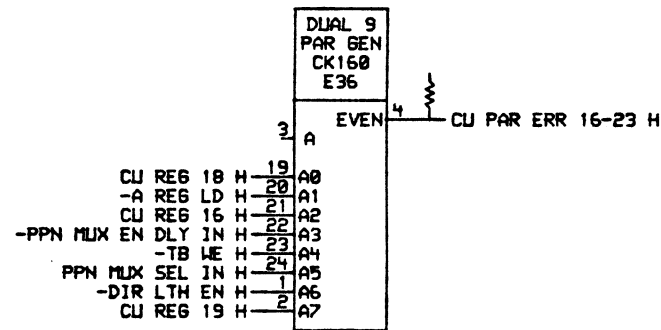 DUAL 9
PAR GEN
CK160
E36
EVEN 4 CU PAR ERR 16-23 H
3 A
CU REG 18 H 19 A0
-A REG LD H 20 A1
CU REG 16 H 21 A2
-PPN MUX EN DLY IN H 22 A3
-TB WE H 23 A4
PPN MUX SEL IN H 24 A5
-DIR LTH EN H 1 A6
CU REG 19 H 2 A7